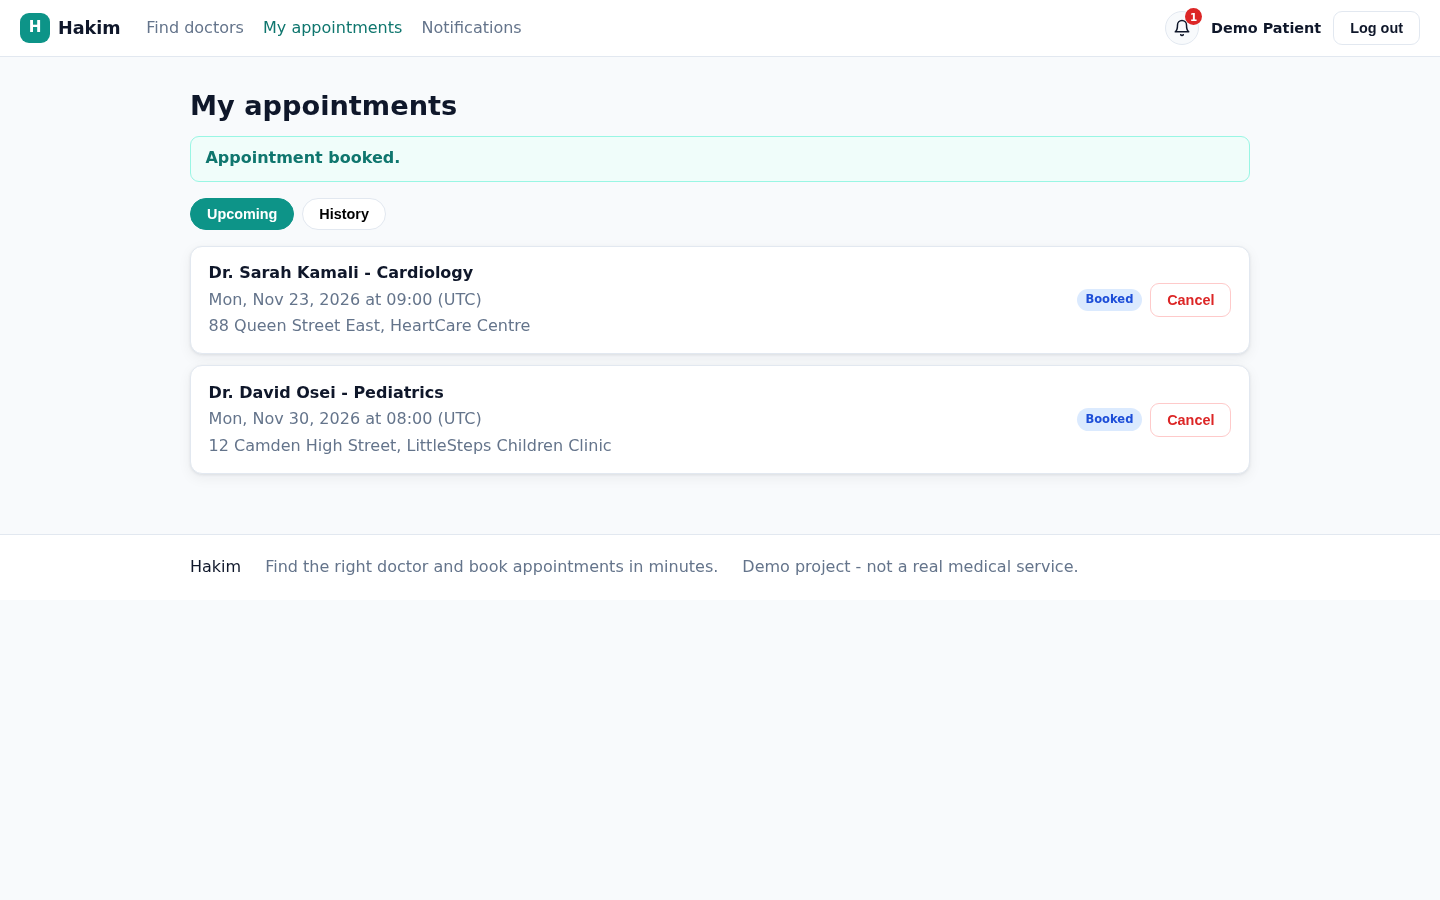 H Hakim Find doctors My appointments Notifications 1 Demo Patient Log out
My appointments
Appointment booked.
Upcoming History
Dr. Sarah Kamali - Cardiology
Mon, Nov 23, 2026 at 09:00 (UTC)
88 Queen Street East, HeartCare Centre
Booked Cancel
Dr. David Osei - Pediatrics
Mon, Nov 30, 2026 at 08:00 (UTC)
12 Camden High Street, LittleSteps Children Clinic
Booked Cancel
Hakim Find the right doctor and book appointments in minutes. Demo project - not a real medical service.